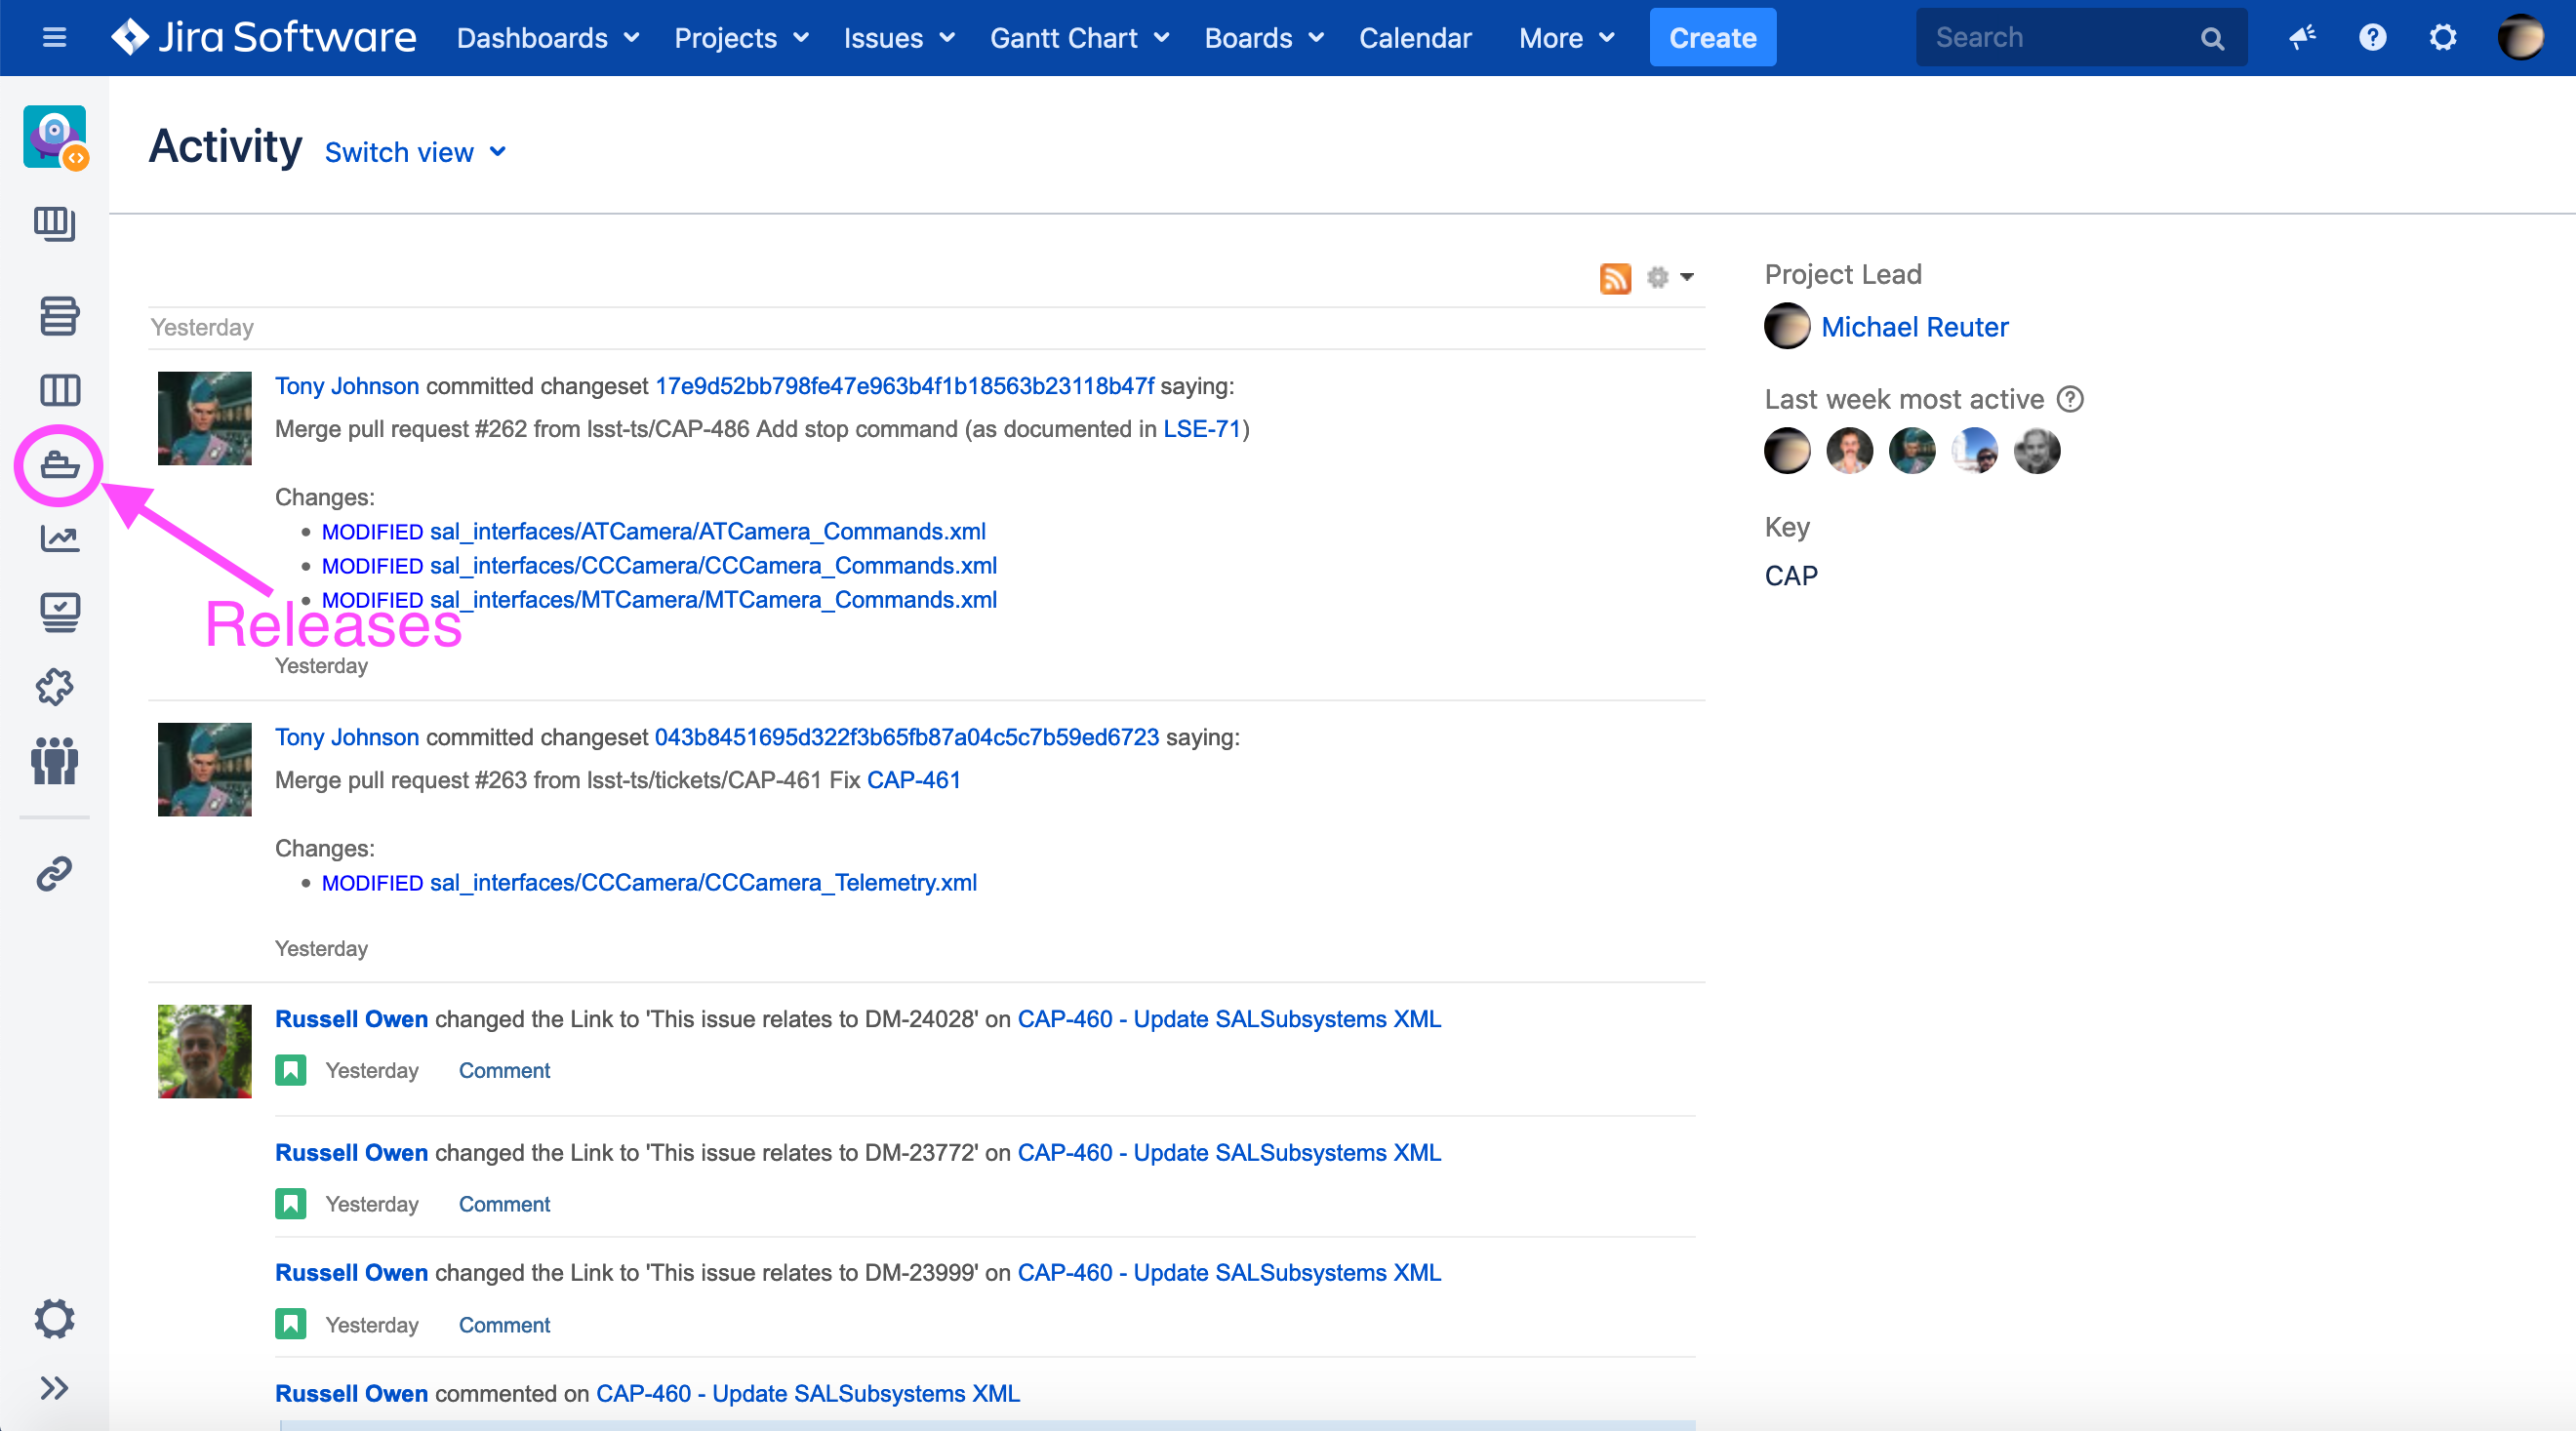 Jira Software Dashboards Projects Issues Gantt Chart Boards Calendar More Create Search
Activity Switch view
Yesterday
Tony Johnson committed changeset 17e9d52bb798fe47e963b4f1b18563b23118b47f saying:
Merge pull request #262 from lsst-ts/CAP-486 Add stop command (as documented in LSE-71)
Changes:
MODIFIED sal_interfaces/ATCamera/ATCamera_Commands.xml
MODIFIED sal_interfaces/CCCamera/CCCamera_Commands.xml
MODIFIED sal_interfaces/MTCamera/MTCamera_Commands.xml
Releases
Yesterday
Tony Johnson committed changeset 043b8451695d322f3b65fb87a04c5c7b59ed6723 saying:
Merge pull request #263 from lsst-ts/tickets/CAP-461 Fix CAP-461
Changes:
MODIFIED sal_interfaces/CCCamera/CCCamera_Telemetry.xml
Yesterday
Russell Owen changed the Link to 'This issue relates to DM-24028' on CAP-460 - Update SALSubsystems XML
Yesterday Comment
Russell Owen changed the Link to 'This issue relates to DM-23772' on CAP-460 - Update SALSubsystems XML
Yesterday Comment
Russell Owen changed the Link to 'This issue relates to DM-23999' on CAP-460 - Update SALSubsystems XML
Yesterday Comment
Russell Owen commented on CAP-460 - Update SALSubsystems XML
Project Lead
Michael Reuter
Last week most active
Key
CAP